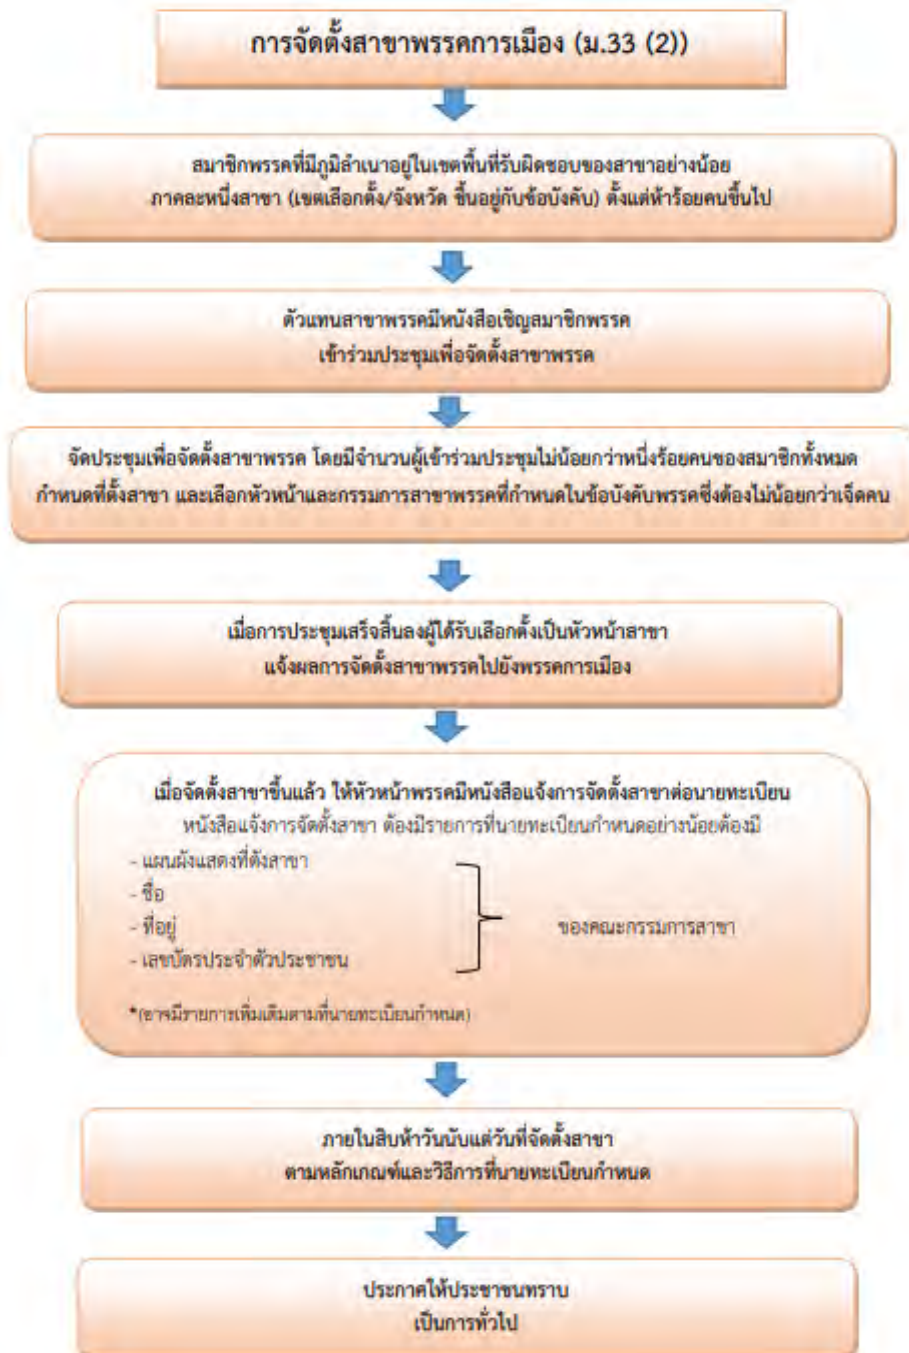 การจัดตั้งสาขาพรรคการเมือง (ม.33 (2))
สมาชิกพรรคที่มีภูมิลำเนาอยู่ในเขตพื้นที่รับผิดชอบของสาขาอย่างน้อย
ภาคละหนึ่งสาขา (เขตเลือกตั้ง/จังหวัด ขึ้นอยู่กับข้อบังคับ) ตั้งแต่ห้าร้อยคนขึ้นไป
ตัวแทนสาขาพรรคมีหนังสือเชิญสมาชิกพรรค
เข้าร่วมประชุมเพื่อจัดตั้งสาขาพรรค
จัดประชุมเพื่อจัดตั้งสาขาพรรค โดยมีจำนวนผู้เข้าร่วมประชุมไม่น้อยกว่าหนึ่งร้อยคนของสมาชิกทั้งหมด
กำหนดที่ตั้งสาขา และเลือกหัวหน้าและกรรมการสาขาพรรคที่กำหนดในข้อบังคับพรรคซึ่งต้องไม่น้อยกว่าเจ็ดคน
เมื่อการประชุมเสร็จสิ้นลงผู้ได้รับเลือกตั้งเป็นหัวหน้าสาขา
แจ้งผลการจัดตั้งสาขาพรรคไปยังพรรคการเมือง
เมื่อจัดตั้งสาขาขึ้นแล้ว ให้หัวหน้าพรรคมีหนังสือแจ้งการจัดตั้งสาขาต่อนายทะเบียน
หนังสือแจ้งการจัดตั้งสาขา ต้องมีรายการที่นายทะเบียนกำหนดอย่างน้อยต้องมี
- แผนผังแสดงที่ตั้งสาขา
- ชื่อ
- ที่อยู่
- เลขบัตรประจำตัวประชาชน
ของคณะกรรมการสาขา
*(อาจมีรายการเพิ่มเติมตามที่นายทะเบียนกำหนด)
ภายในสิบห้าวันนับแต่วันที่จัดตั้งสาขา
ตามหลักเกณฑ์และวิธีการที่นายทะเบียนกำหนด
ประกาศให้ประชาชนทราบ
เป็นการทั่วไป